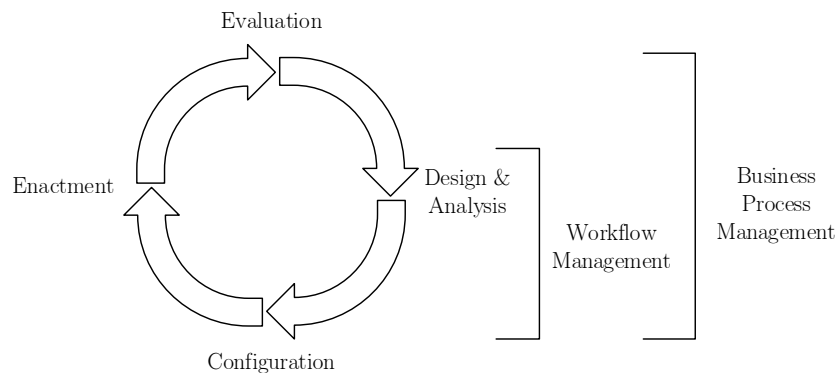 Evaluation
Enactment
Design &
Analysis
Configuration
Workflow
Management
Business
Process
Management